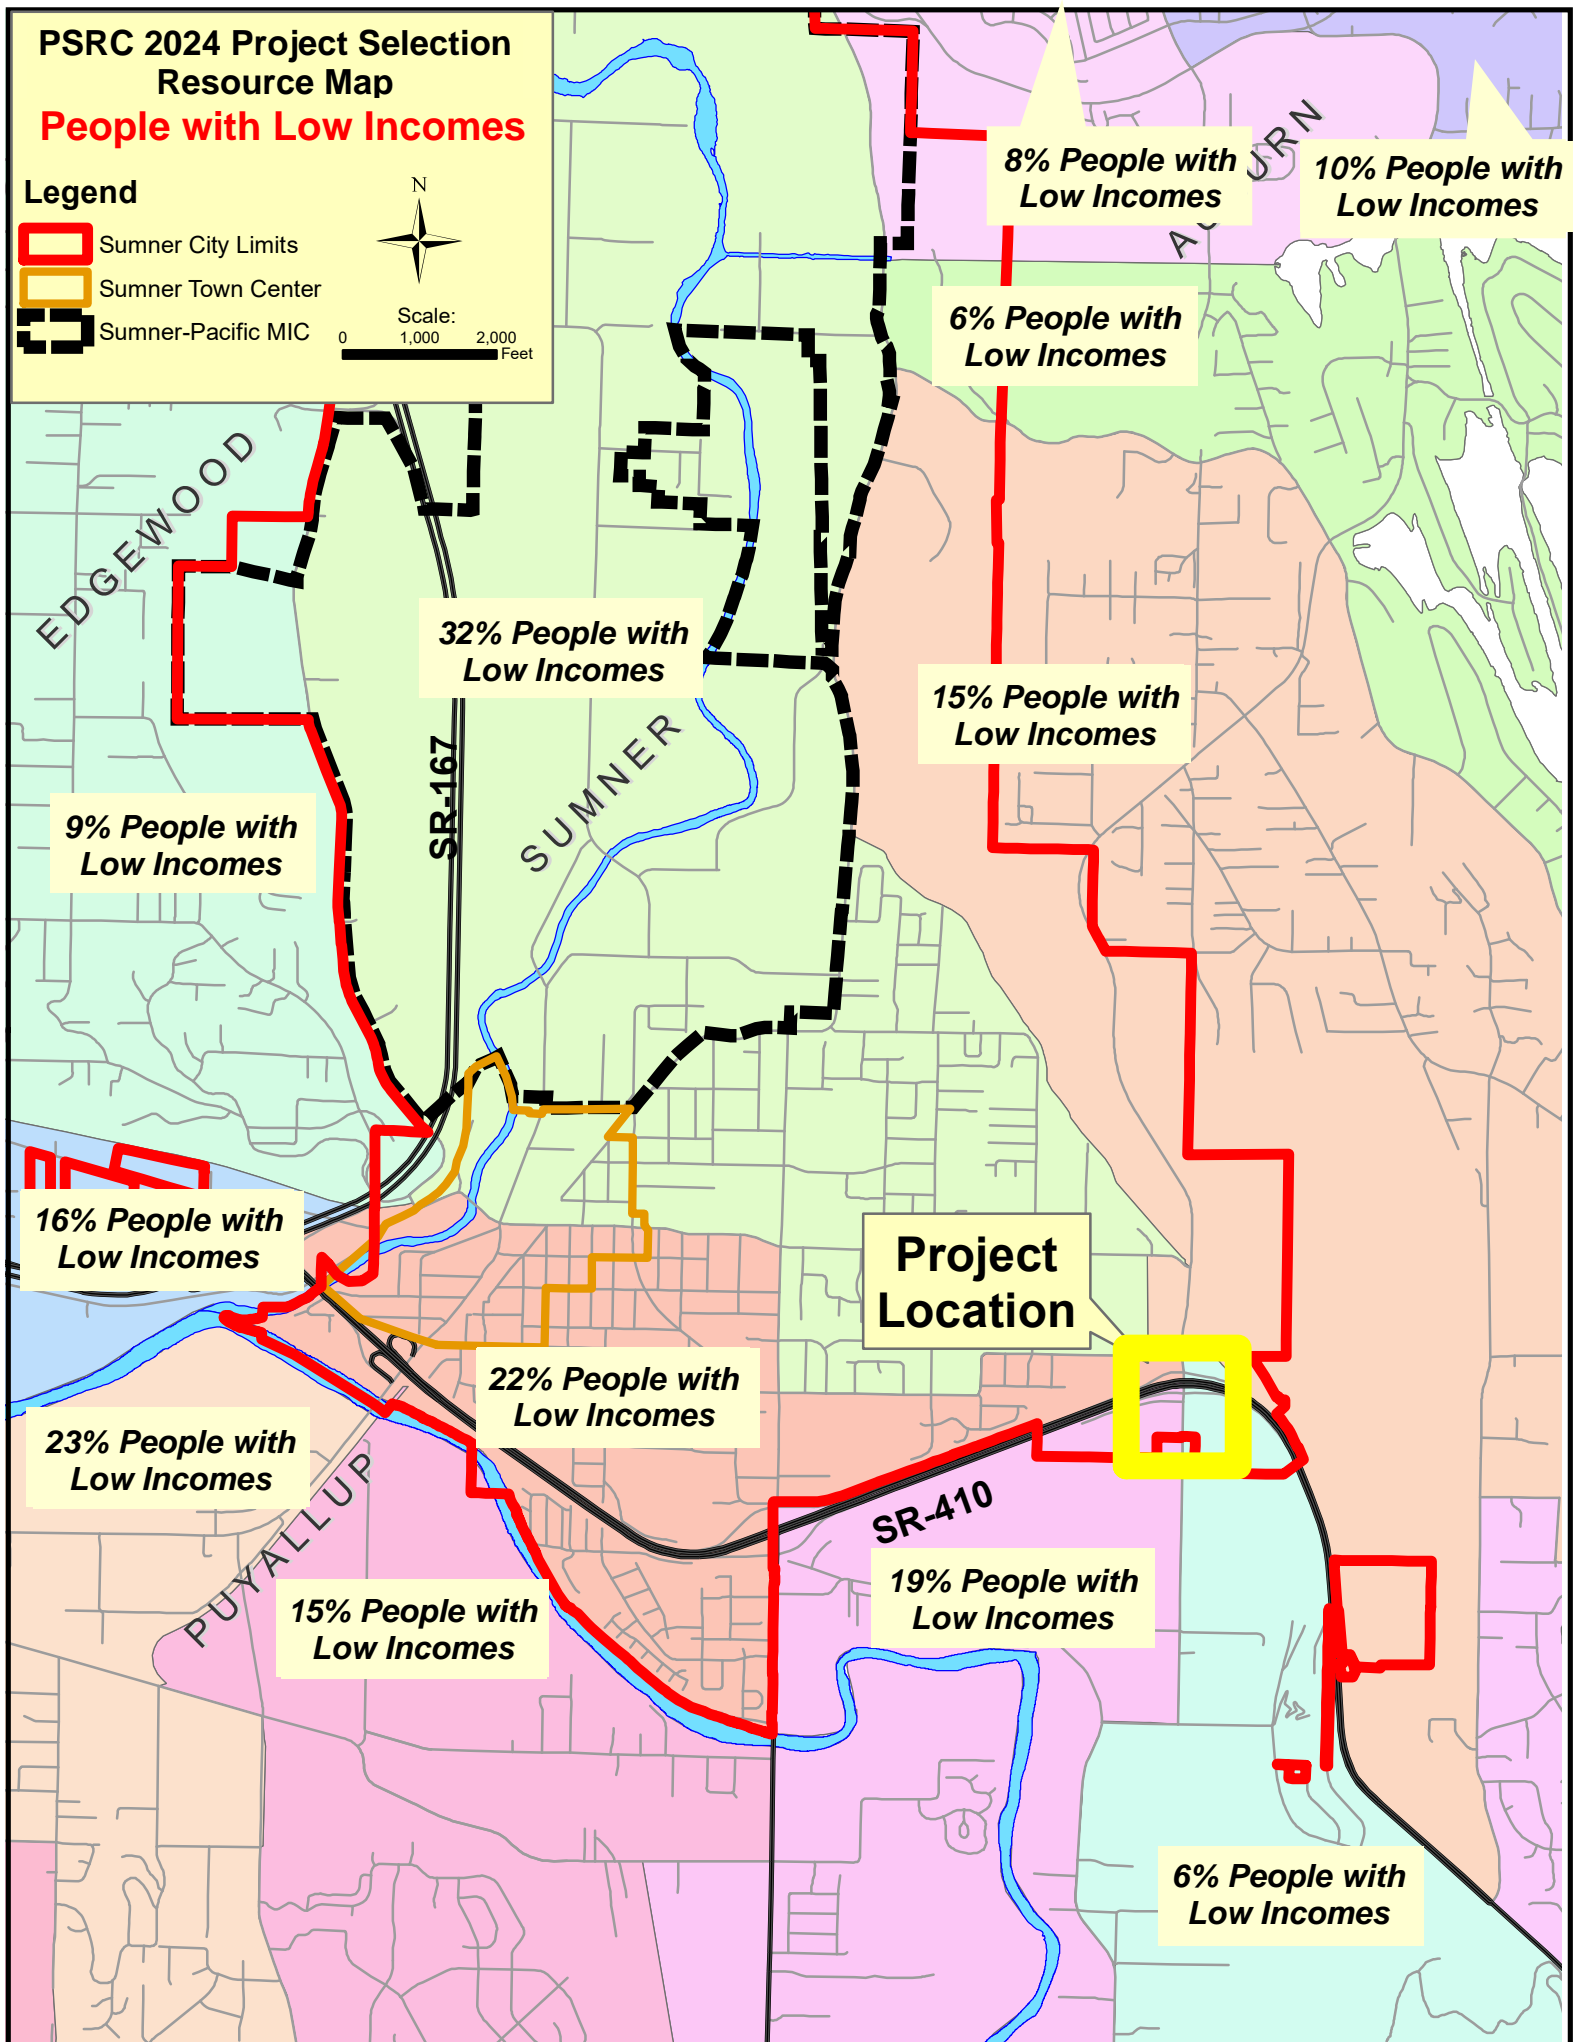 PSRC 2024 Project Selection
Resource Map
People with Low Incomes
Legend
N
Sumner City Limits
Sumner Town Center
Sumner-Pacific MIC
Scale:
0 1,000 2,000
Feet
8% People with
Low Incomes
10% People with
Low Incomes
6% People with
Low Incomes
EDGEWOOD
32% People with
Low Incomes
15% People with
Low Incomes
SR-167
SUMNER
9% People with
Low Incomes
16% People with
Low Incomes
Project
Location
22% People with
Low Incomes
23% People with
Low Incomes
PUYALLUP
SR-410
15% People with
Low Incomes
19% People with
Low Incomes
6% People with
Low Incomes